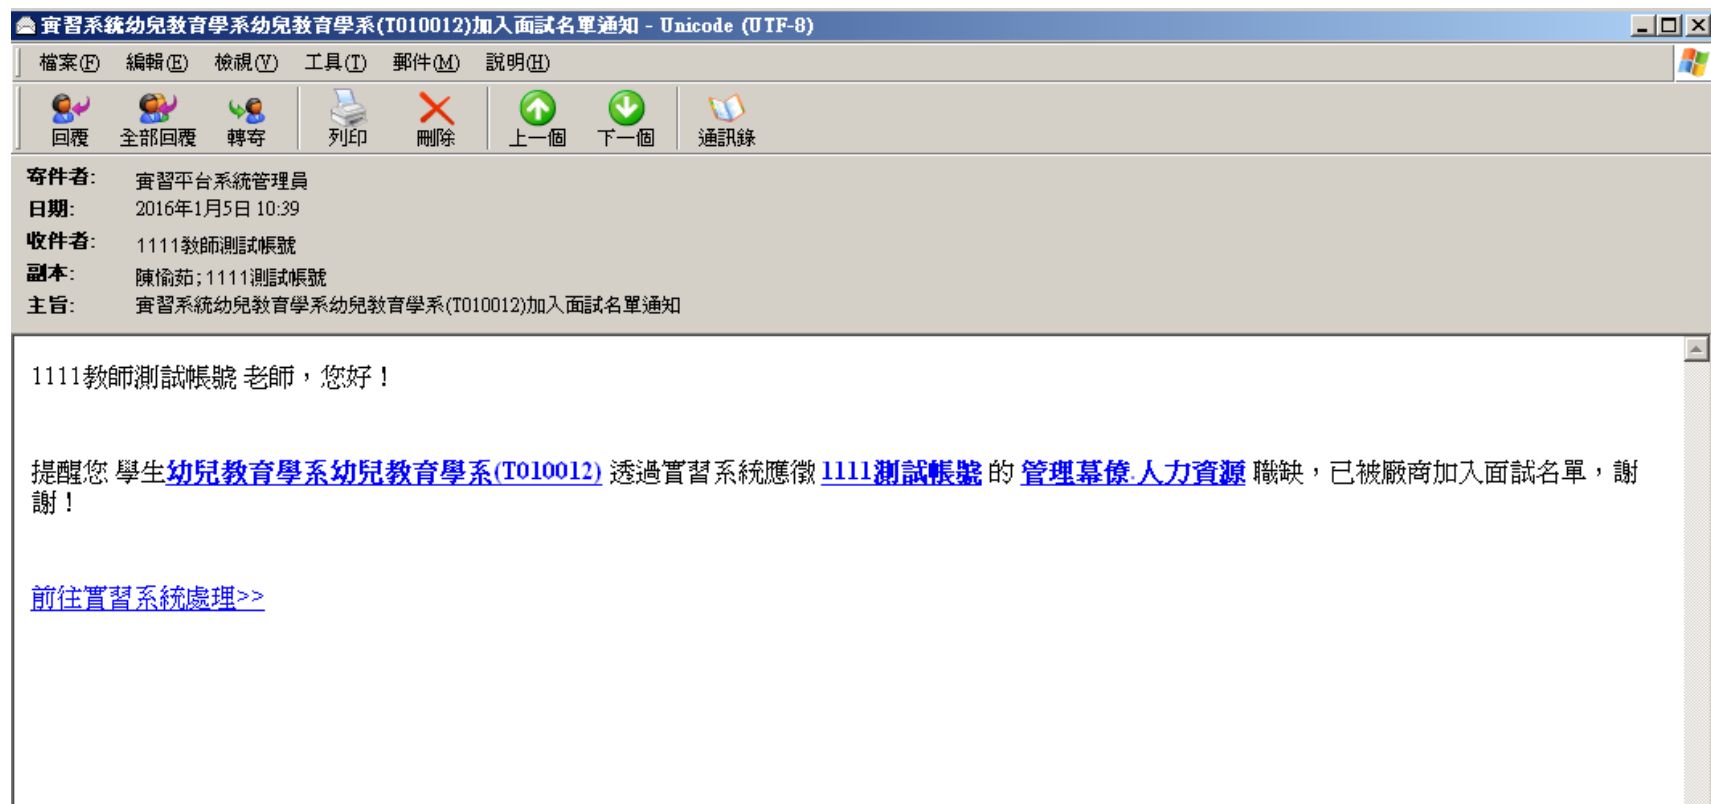 實習系統幼兒教育學系幼兒教育學系(T010012)加入面試名單通知 - Unicode (UTF-8)
檔案(F) 編輯(E) 檢視(V) 工具(T) 郵件(M) 說明(H)
回覆 全部回覆 轉寄 列印 刪除 上一個 下一個 通訊錄
寄件者: 實習平台系統管理員
日期: 2016年1月5日 10:39
收件者: 1111教師測試帳號
副本: 陳愉茹;1111測試帳號
主旨: 實習系統幼兒教育學系幼兒教育學系(T010012)加入面試名單通知
1111教師測試帳號 老師，您好！
提醒您 學生幼兒教育學系幼兒教育學系(T010012) 透過實習系統應徵 1111測試帳號 的 管理幕僚.人力資源 職缺，已被廠商加入面試名單，謝
謝！
前往實習系統處理>>